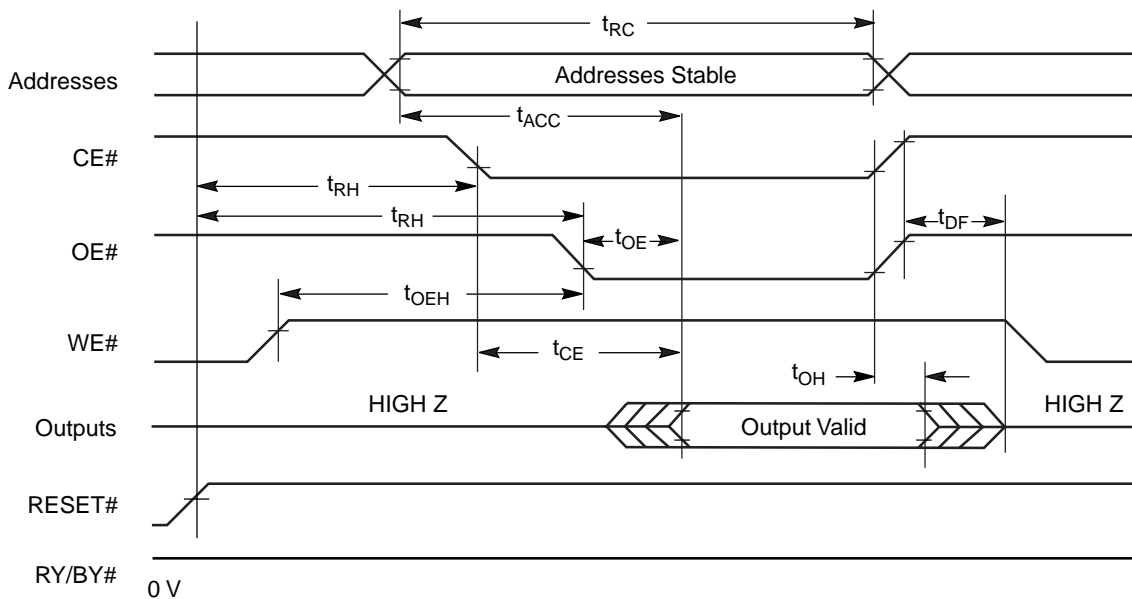 tRC
Addresses
Addresses Stable
tACC
CE#
tRH
tRH
tDF
OE#
tOE
tOEH
WE#
tCE
tOH
HIGH Z
HIGH Z
Outputs
Output Valid
RESET#
RY/BY#
0 V